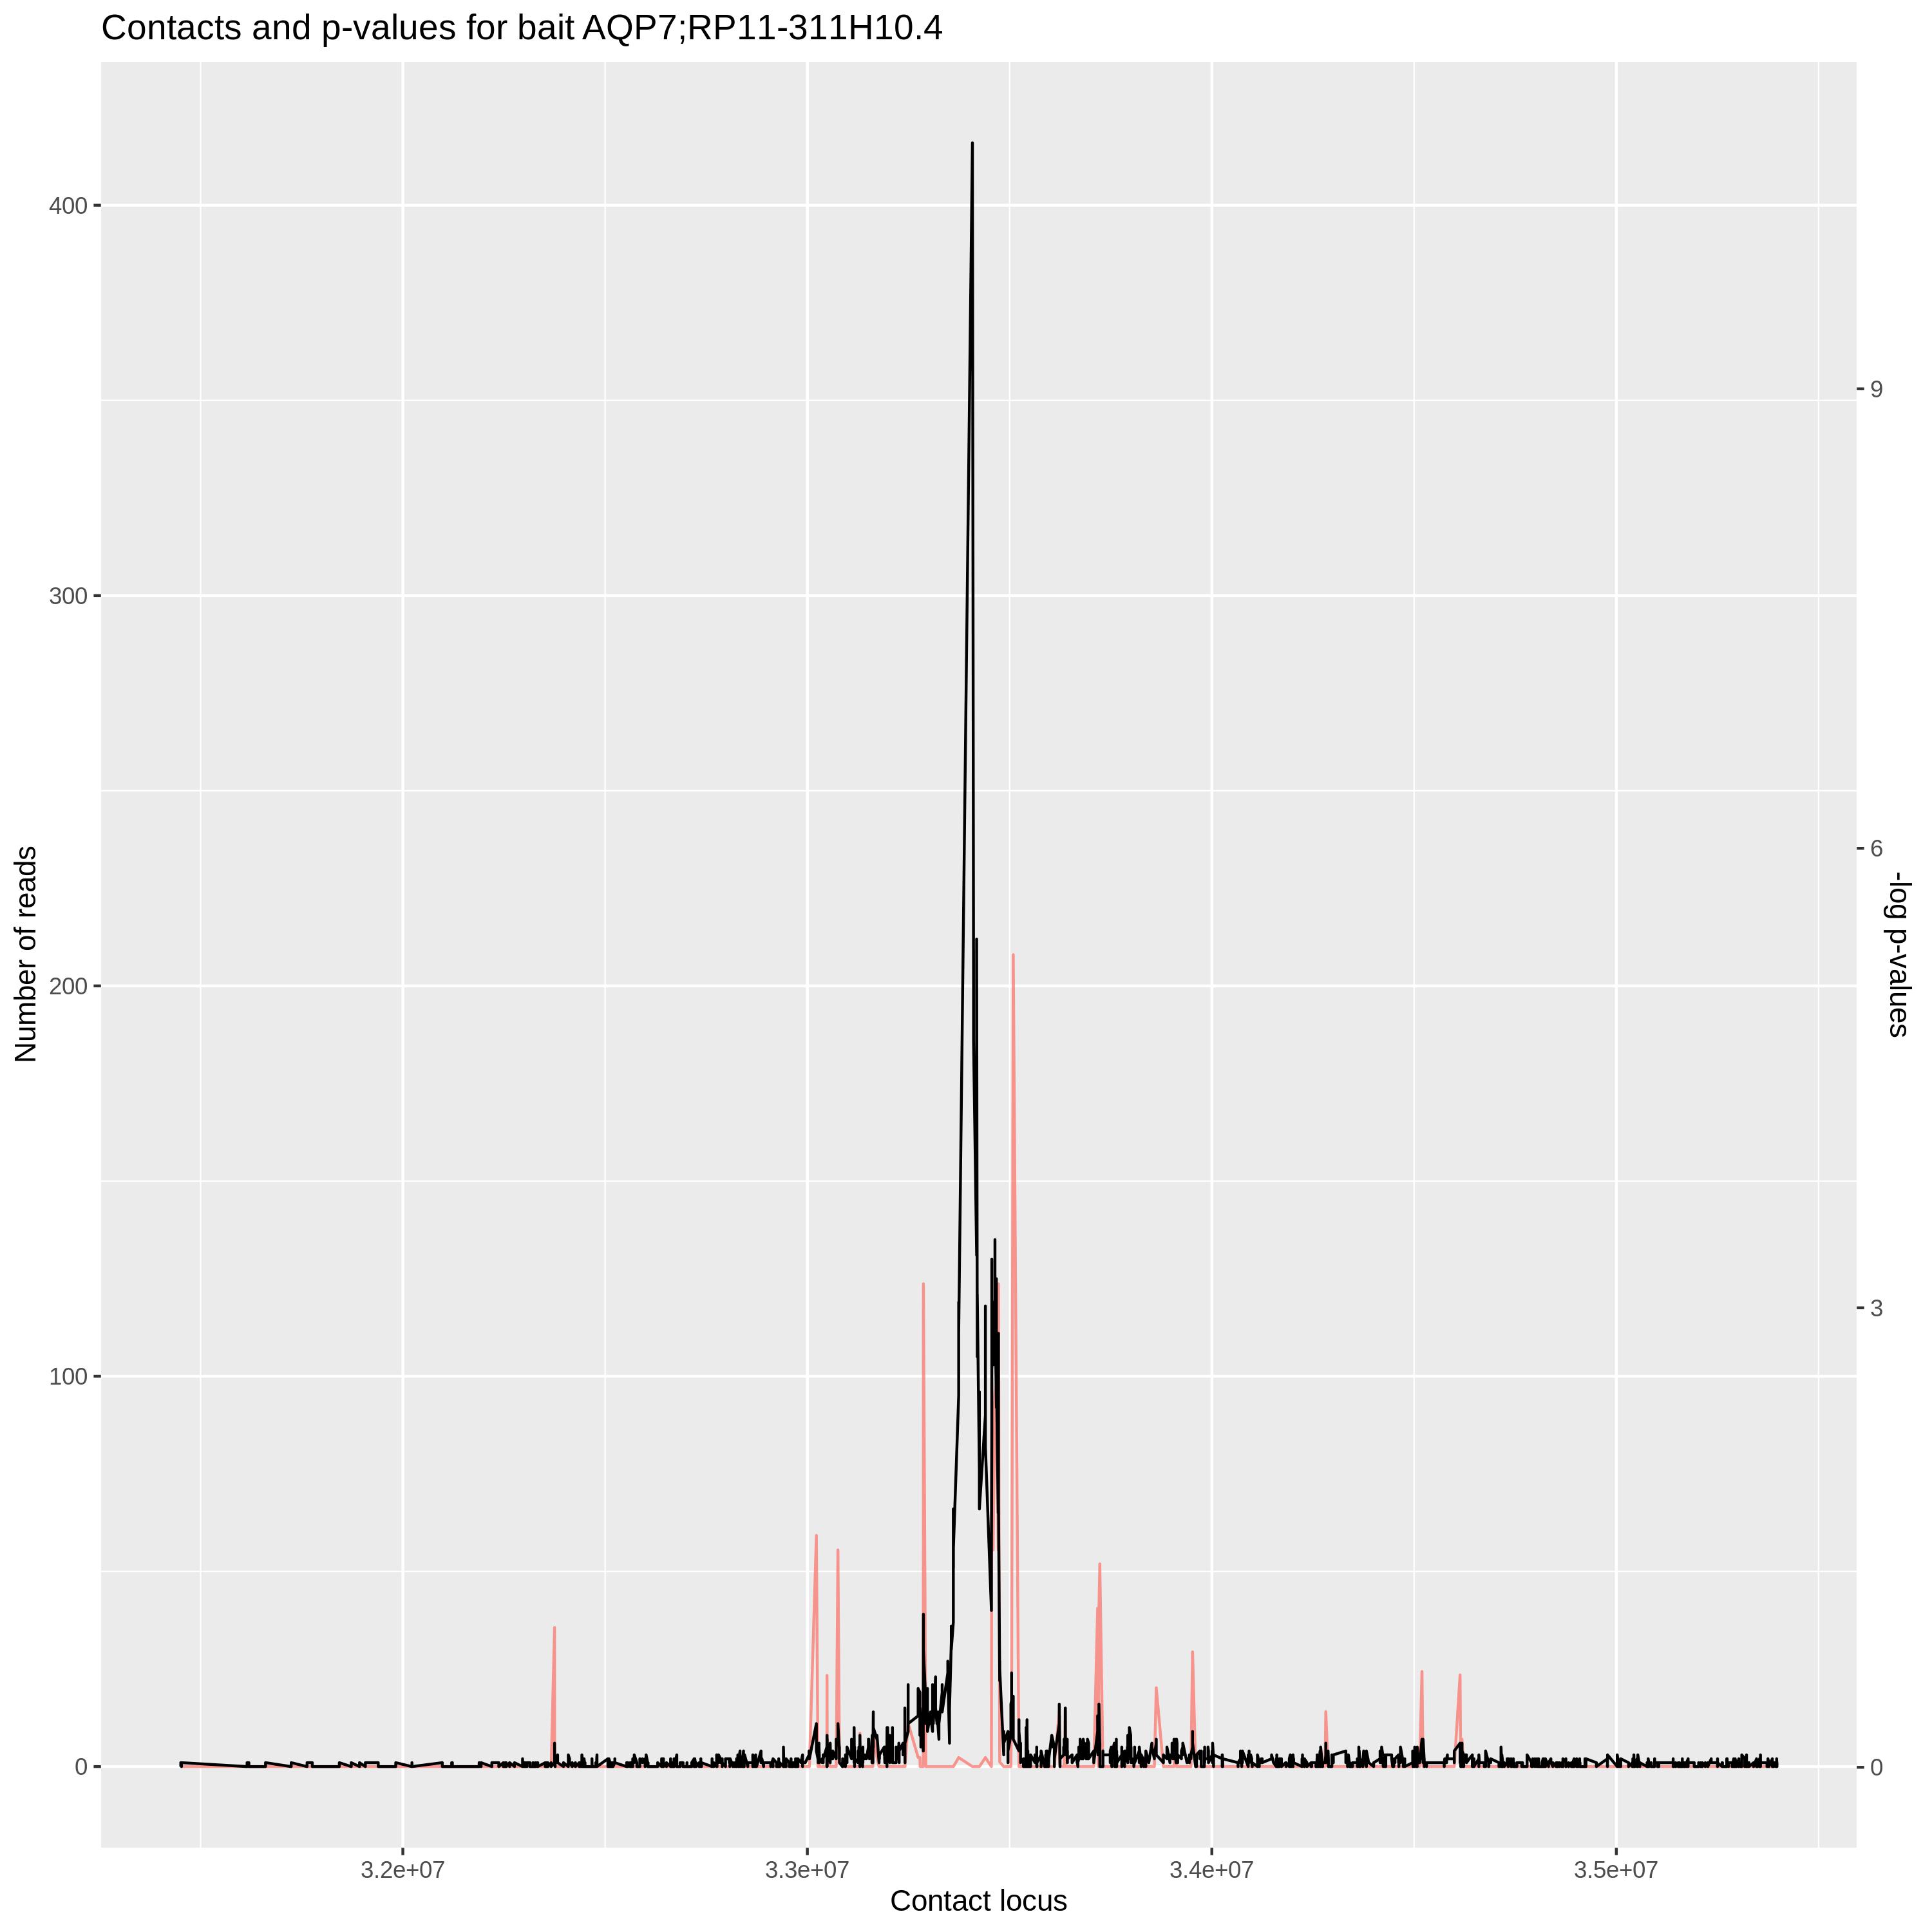 Contacts and p-values for bait AQP7;RP11-311H10.4
400
300
200
100
0
9
6
3
0
Number of reads
-log p-values
3.2e+07
3.3e+07
3.4e+07
3.5e+07
Contact locus